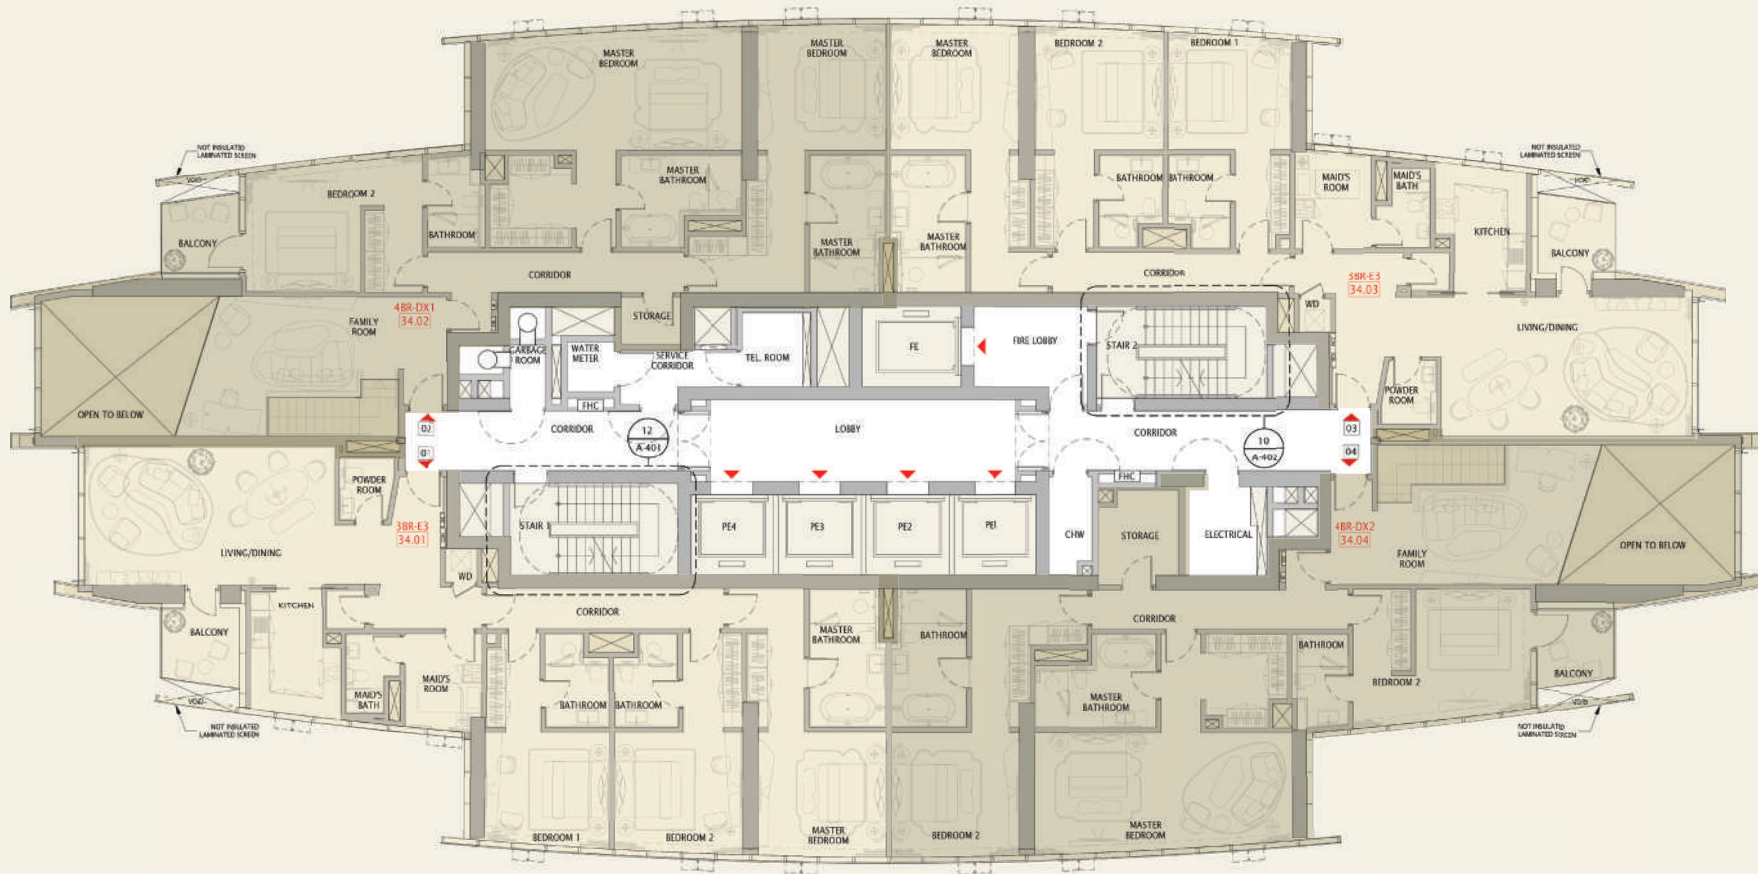 MASTER
BEDROOM
MASTER
BEDROOM
MASTER
BEDROOM
BEDROOM 2
BEDROOM 1
NOT INSULATED
LAMINATED SCREEN
VOID
BEDROOM 2
BALCONY
BATHROOM
MASTER
BATHROOM
MASTER
BATHROOM
MASTER
BATHROOM
BATHROOM
BATHROOM
MAID'S
ROOM
MAID'S
BATH
KITCHEN
NOT INSULATED
LAMINATED SCREEN
VOID
BALCONY
CORRIDOR
CORRIDOR
4BR-DX1
34.02
FAMILY
ROOM
OPEN TO BELOW
STORAGE
GARBAGE
ROOM
WATER
METER
SERVICE
CORRIDOR
TEL. ROOM
FE
FIRE LOBBY
STAIR 2
WD
3BR-E3
34.03
LIVING/DINING
POWDER
ROOM
FHC
02
01
CORRIDOR
12
A-401
LOBBY
CORRIDOR
10
A-402
03
04
POWDER
ROOM
3BR-E3
34.01
LIVING/DINING
WD
STAIR 1
PE4
PE3
PE2
PE1
CHW
FHC
STORAGE
ELECTRICAL
4BR-DX2
34.04
FAMILY
ROOM
OPEN TO BELOW
KITCHEN
BALCONY
CORRIDOR
CORRIDOR
MAID'S
BATH
MAID'S
ROOM
BATHROOM
BATHROOM
MASTER
BATHROOM
BATHROOM
MASTER
BATHROOM
BATHROOM
BEDROOM 2
BALCONY
VOID
NOT INSULATED
LAMINATED SCREEN
VOID
NOT INSULATED
LAMINATED SCREEN
BEDROOM 1
BEDROOM 2
MASTER
BEDROOM
BEDROOM 2
MASTER
BEDROOM